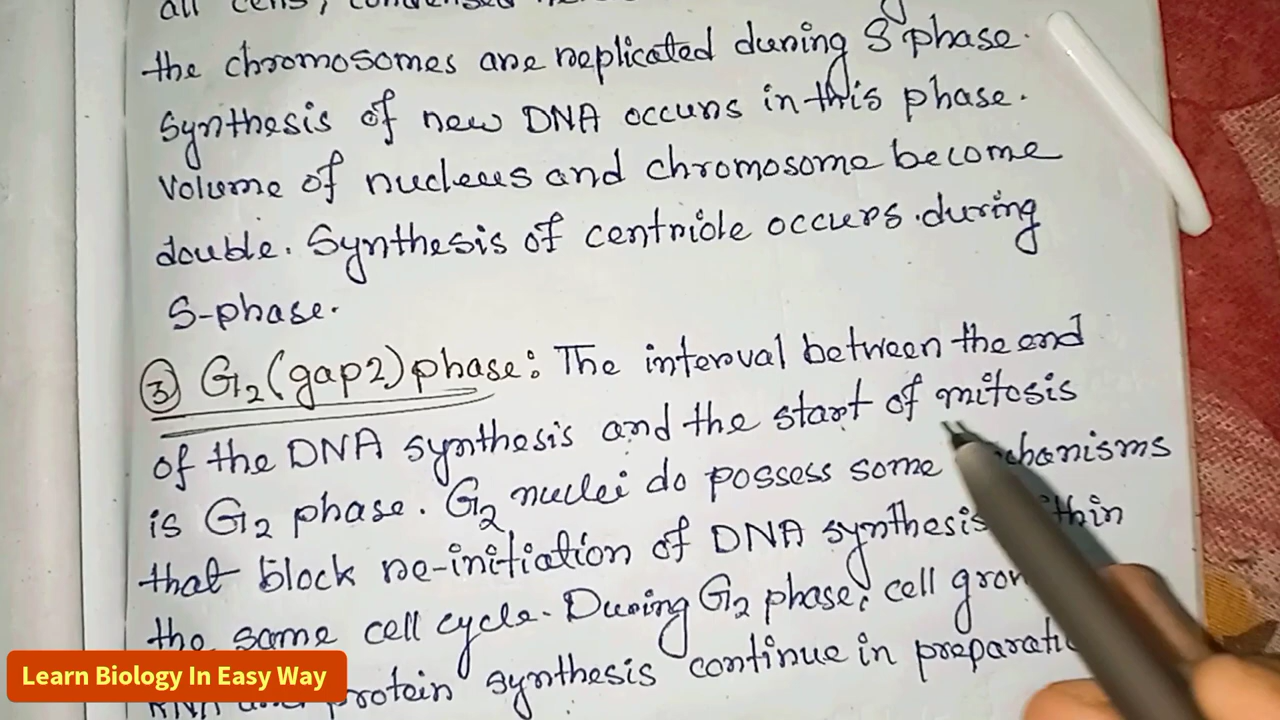 all cells, condensed
the chromosomes are replicated during S phase.
Synthesis of new DNA occurs in this phase.
Volume of nucleus and chromosome become
double. Synthesis of centriole occurs during
S-phase.
③ G2 (gap2) phase: The interval between the end
of the DNA synthesis and the start of mitosis
is G2 phase. G2 nuclei do possess some
that block re-initiation of DNA synthesis
the same cell cycle. During G2 phase, cell
protein synthesis continue in
Learn Biology In Easy Way